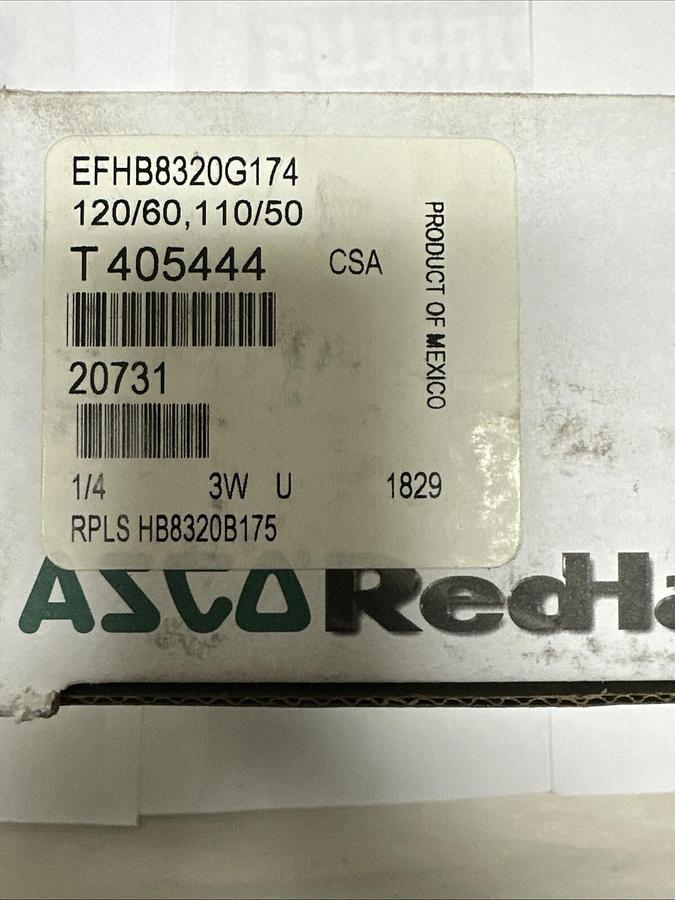 EFHB8320G174
120/60,110/50
T 405444 CSA
20731
1/4 3W U 1829
RPLS HB8320B175
PRODUCT OF MEXICO
ASCO RedHa